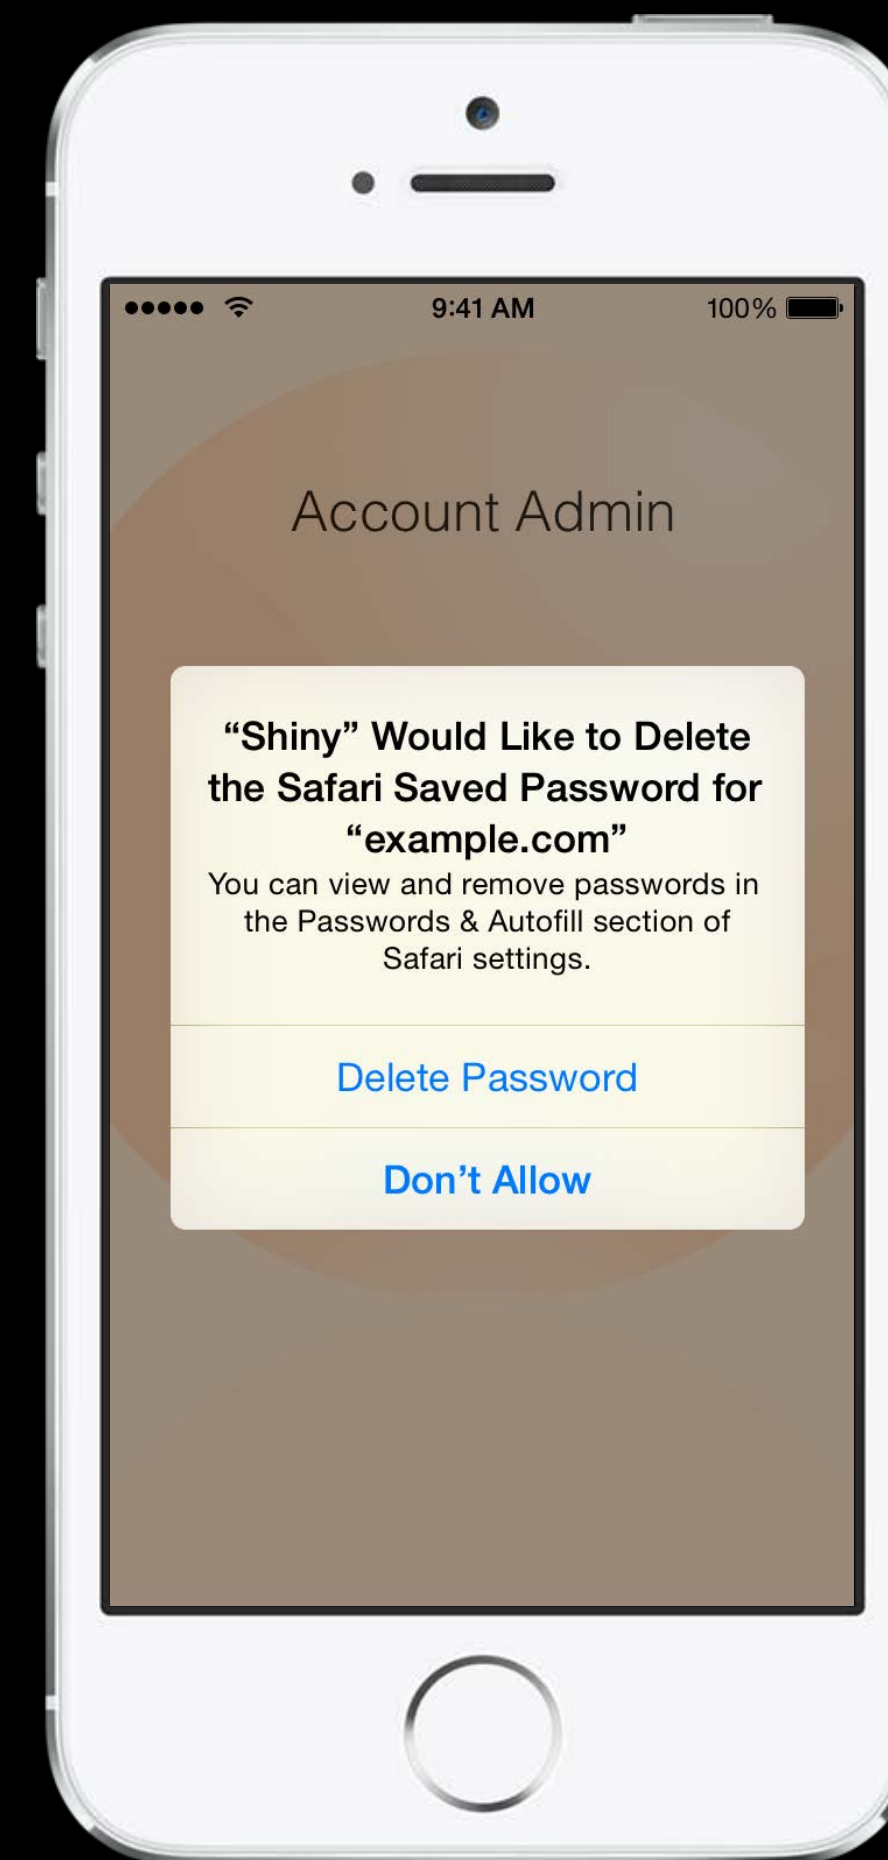 9:41 AM 100%
Account Admin
“Shiny” Would Like to Delete
the Safari Saved Password for
“example.com”
You can view and remove passwords in
the Passwords & Autofill section of
Safari settings.
Delete Password
Don’t Allow